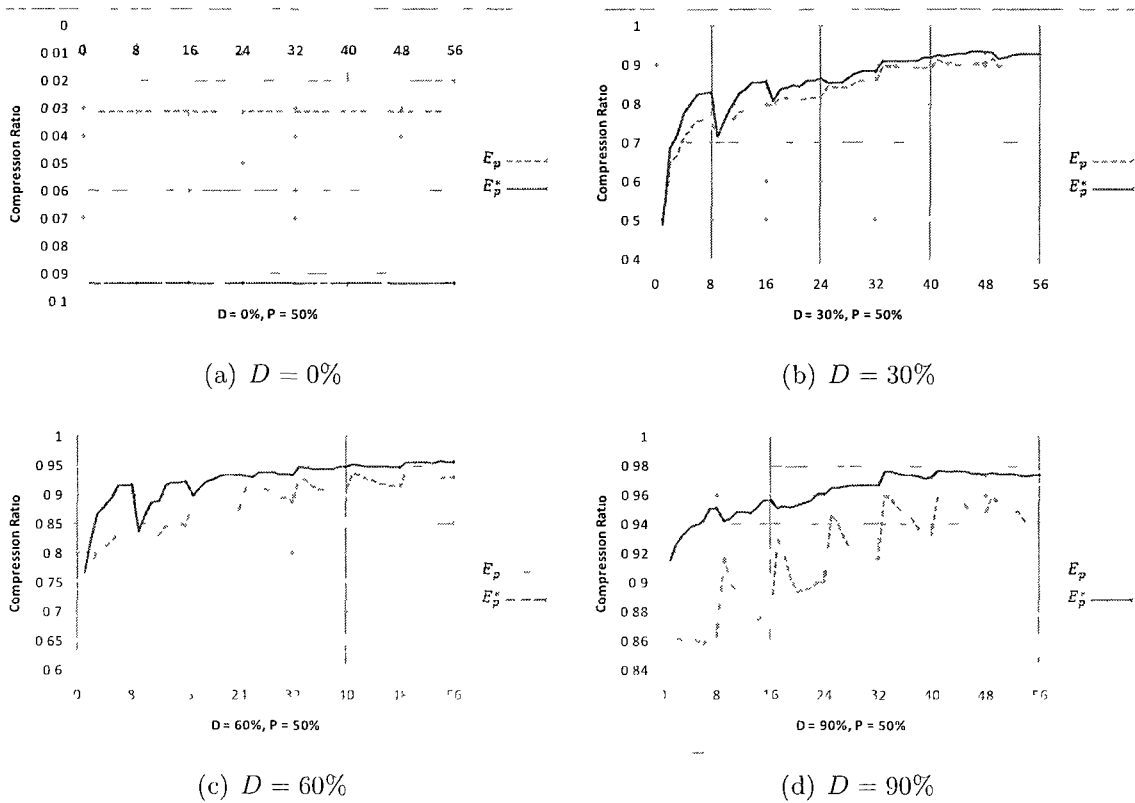 0
0 01
0 8 16 24 32 40 48 56
0 02
0 03
0 04
0 05
0 06
0 07
0 08
0 09
0 1
Compression Ratio
E_p
E_p^*
D = 0%, P = 50%
(a) D = 0%
1
0.9
0.8
0.7
0.6
0.5
0 4
0 8 16 24 32 40 48 56
Compression Ratio
E_p
E_p^*
D = 30%, P = 50%
(b) D = 30%
1
0 95
0.9
0 85
0 8
0 75
0 7
0 65
0 6
Compression Ratio
E_p
E_p^*
D = 60%, P = 50%
(c) D = 60%
1
0 98
0 96
0 94
0 92
0 9
0 88
0 86
0 84
8 16 24 32 40 48 56
Compression Ratio
E_p
E_p^*
D = 90%, P = 50%
(d) D = 90%